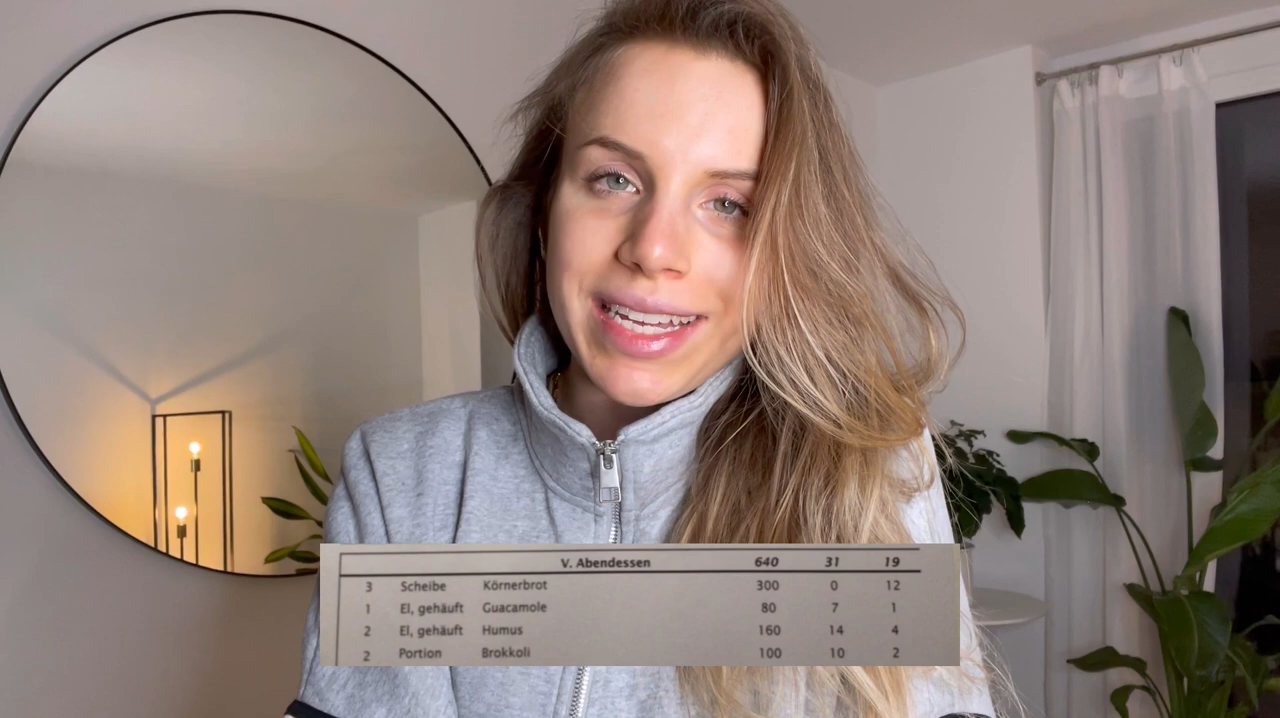 V. Abendessen 640 31 19
3 Scheibe Körnerbrot 300 0 12
1 El, gehäuft Guacamole 80 7 1
2 El, gehäuft Humus 160 14 4
2 Portion Brokkoli 100 10 2